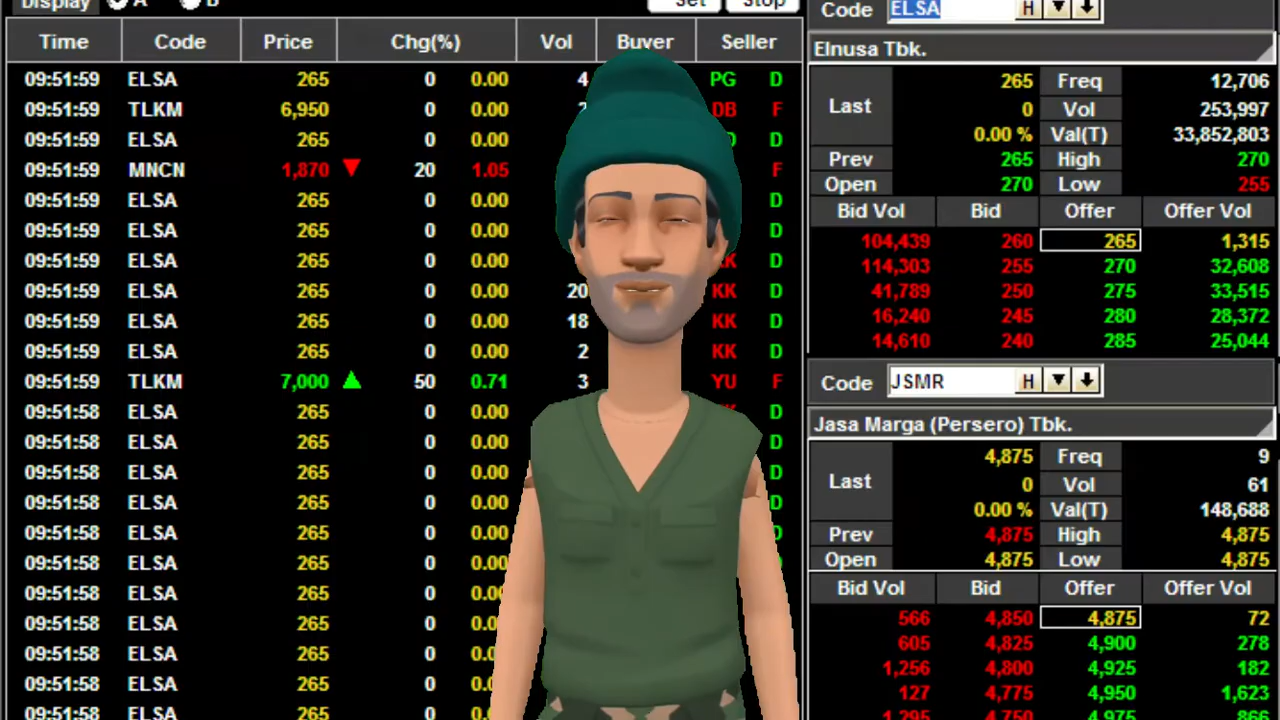 Display A B Set Stop
Time Code Price Chg(%) Vol Buyer Seller
09:51:59 ELSA 265 0 0.00 4 PG D
09:51:59 TLKM 6,950 0 0.00 DB F
09:51:59 ELSA 265 0 0.00 D
09:51:59 MNCN 1,870 ▼ 20 1.05 F
09:51:59 ELSA 265 0 0.00 D
09:51:59 ELSA 265 0 0.00 D
09:51:59 ELSA 265 0 0.00 D
09:51:59 ELSA 265 0 0.00 20 KK D
09:51:59 ELSA 265 0 0.00 18 KK D
09:51:59 ELSA 265 0 0.00 2 KK D
09:51:59 TLKM 7,000 ▲ 50 0.71 3 YU F
09:51:58 ELSA 265 0 0.00 D
09:51:58 ELSA 265 0 0.00 D
09:51:58 ELSA 265 0 0.00 D
09:51:58 ELSA 265 0 0.00 D
09:51:58 ELSA 265 0 0.00 D
09:51:58 ELSA 265 0 0.00 D
09:51:58 ELSA 265 0
09:51:58 ELSA 265 0
09:51:58 ELSA 265 0
09:51:58 ELSA 265 0
09:51:58 ELSA 265 0
Code ELSA H
Elnusa Tbk.
Last 265 Freq 12,706
0 Vol 253,997
0.00 % Val(T) 33,852,803
Prev 265 High 270
Open 270 Low 255
Bid Vol Bid Offer Offer Vol
104,439 260 265 1,315
114,303 255 270 32,608
41,789 250 275 33,515
16,240 245 280 28,372
14,610 240 285 25,044
Code JSMR H
Jasa Marga (Persero) Tbk.
Last 4,875 Freq 9
0 Vol 61
0.00 % Val(T) 148,688
Prev 4,875 High 4,875
Open 4,875 Low 4,875
Bid Vol Bid Offer Offer Vol
566 4,850 4,875 72
605 4,825 4,900 278
1,256 4,800 4,925 182
127 4,775 4,950 1,623
1,295 4,750 4,975 866